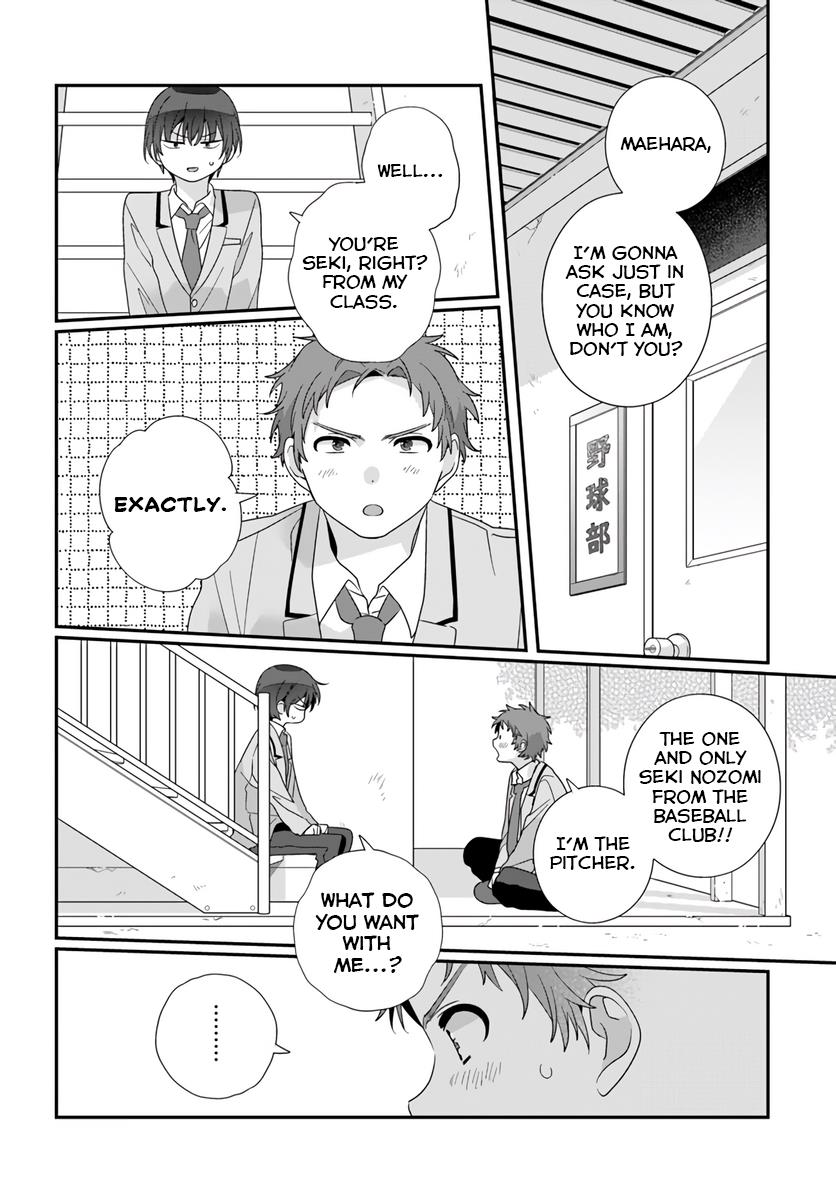 MAEHARA,
I'M GONNA
ASK JUST IN
CASE, BUT
YOU KNOW
WHO I AM,
DON'T YOU?
野球部
WELL...
YOU'RE
SEKI, RIGHT?
FROM MY
CLASS.
EXACTLY.
THE ONE
AND ONLY
SEKI NOZOMI
FROM THE
BASEBALL
CLUB!!
I'M THE
PITCHER.
WHAT DO
YOU WANT
WITH
ME...?
.......